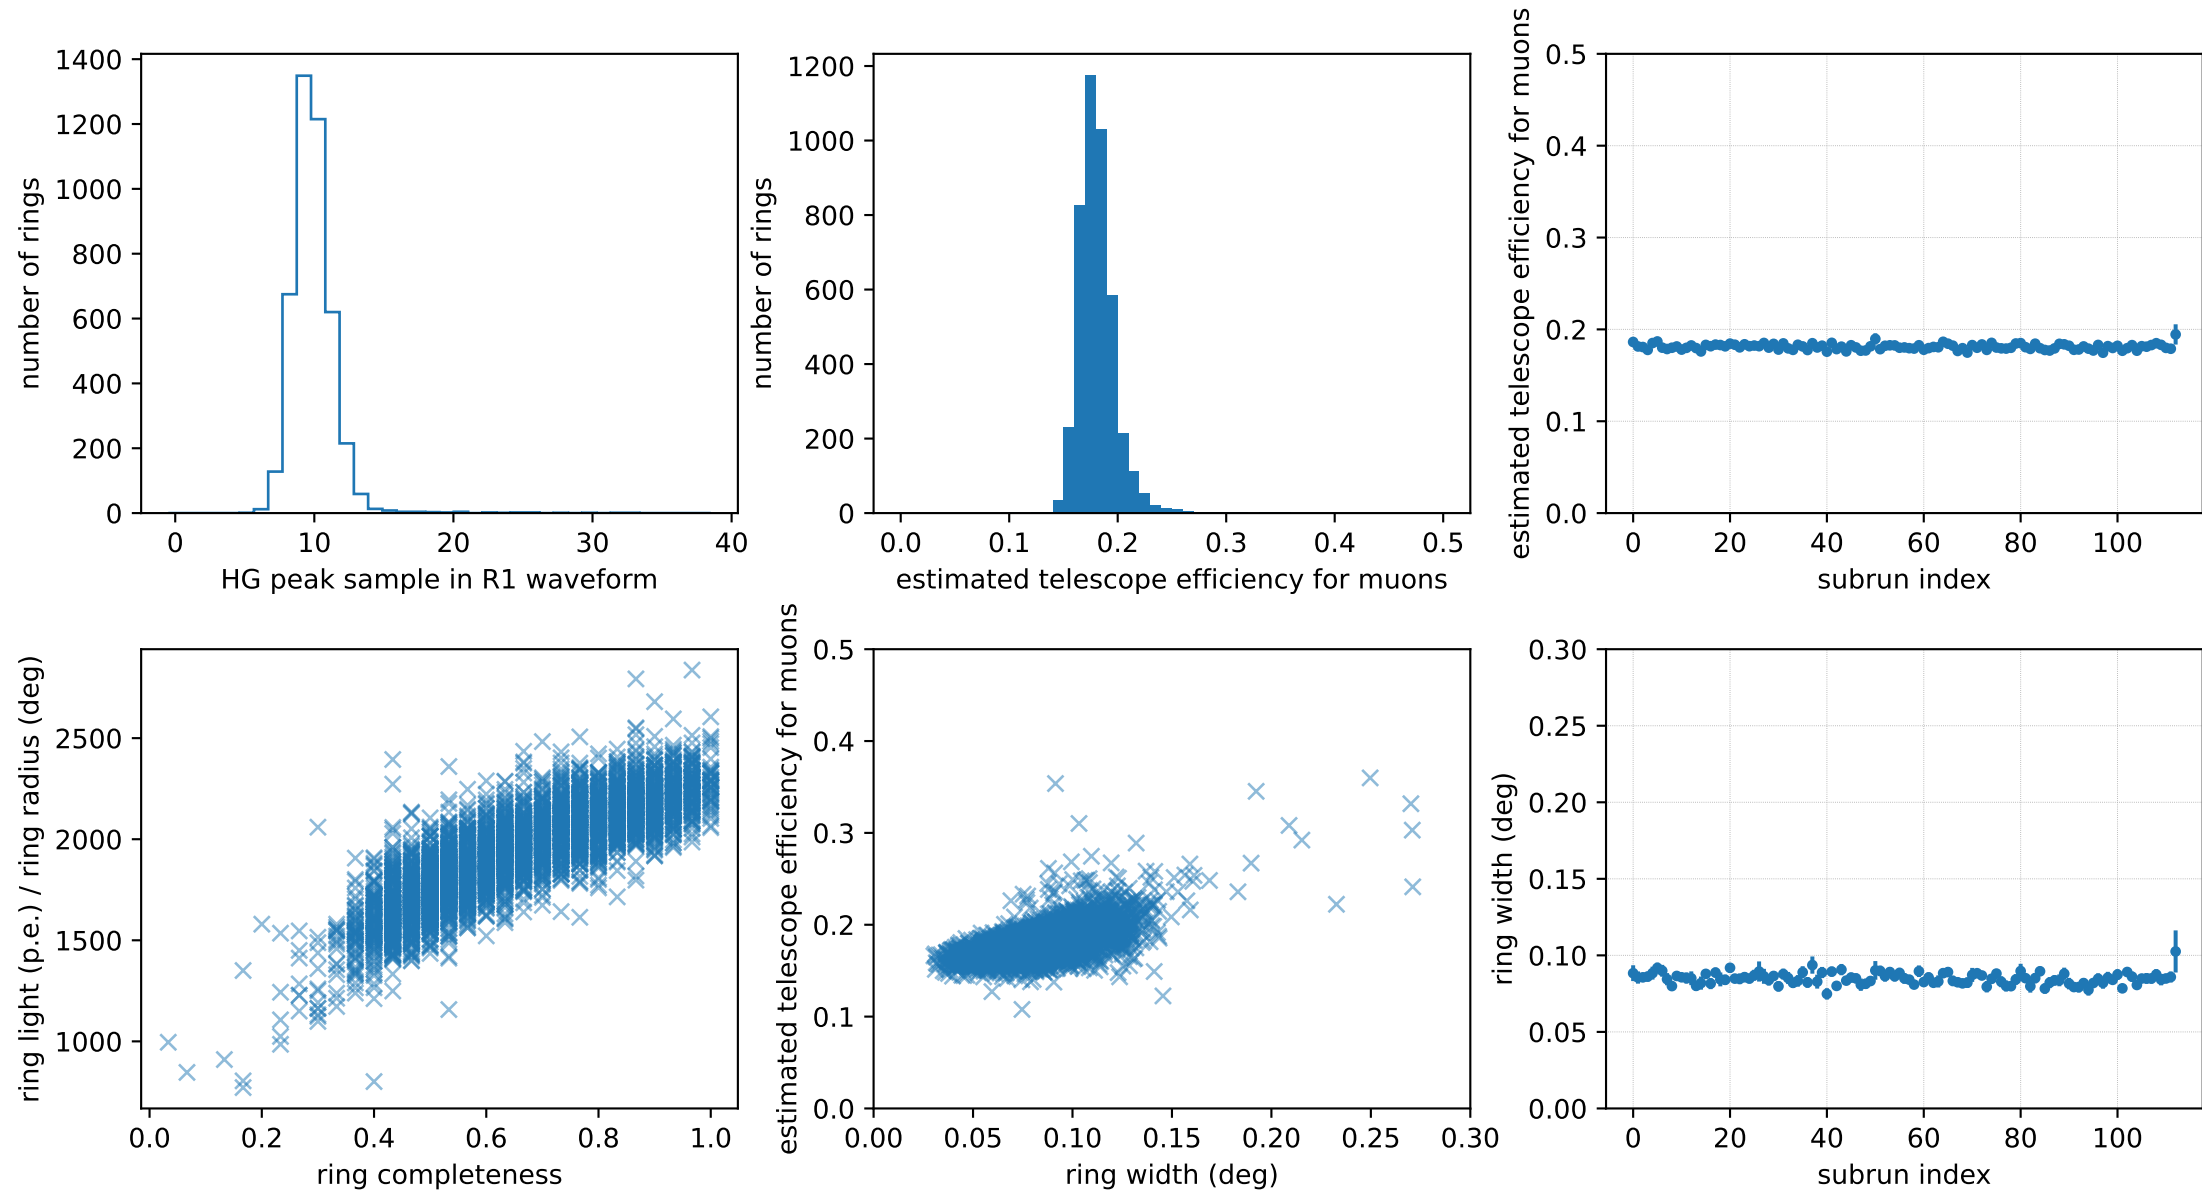 number of rings
1400
1200
1000
800
600
400
200
0
0 10 20 30 40
HG peak sample in R1 waveform
number of rings
1200
1000
800
600
400
200
0
0.0 0.1 0.2 0.3 0.4 0.5
estimated telescope efficiency for muons
estimated telescope efficiency for muons
0.5
0.4
0.3
0.2
0.1
0.0
0 20 40 60 80 100
subrun index
ring light (p.e.) / ring radius (deg)
2500
2000
1500
1000
0.0 0.2 0.4 0.6 0.8 1.0
ring completeness
estimated telescope efficiency for muons
0.5
0.4
0.3
0.2
0.1
0.0
0.00 0.05 0.10 0.15 0.20 0.25 0.30
ring width (deg)
ring width (deg)
0.30
0.25
0.20
0.15
0.10
0.05
0.00
0 20 40 60 80 100
subrun index